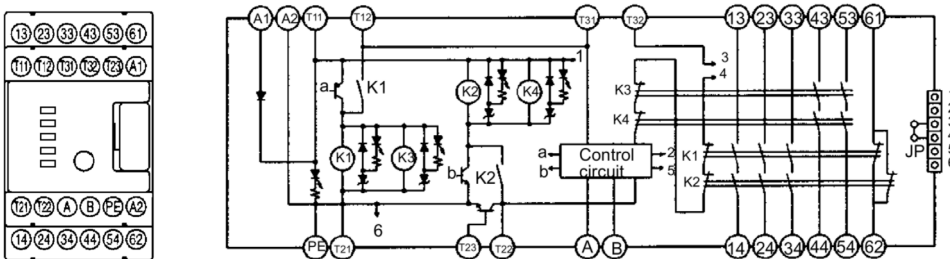 13 23 33 43 53 61
T11 T12 T31 T32 T23 A1
T21 T22 A B PE A2
14 24 34 44 54 62
A1 A2 T11 T12 T31 T32 13 23 33 43 53 61
1
3
4
a K1 K2 K4 K3
K4
K1 K3 b K2 a b Control circuit 2 5 K1 K2 JP
6
PE T21 T23 T22 A B 14 24 34 44 54 62